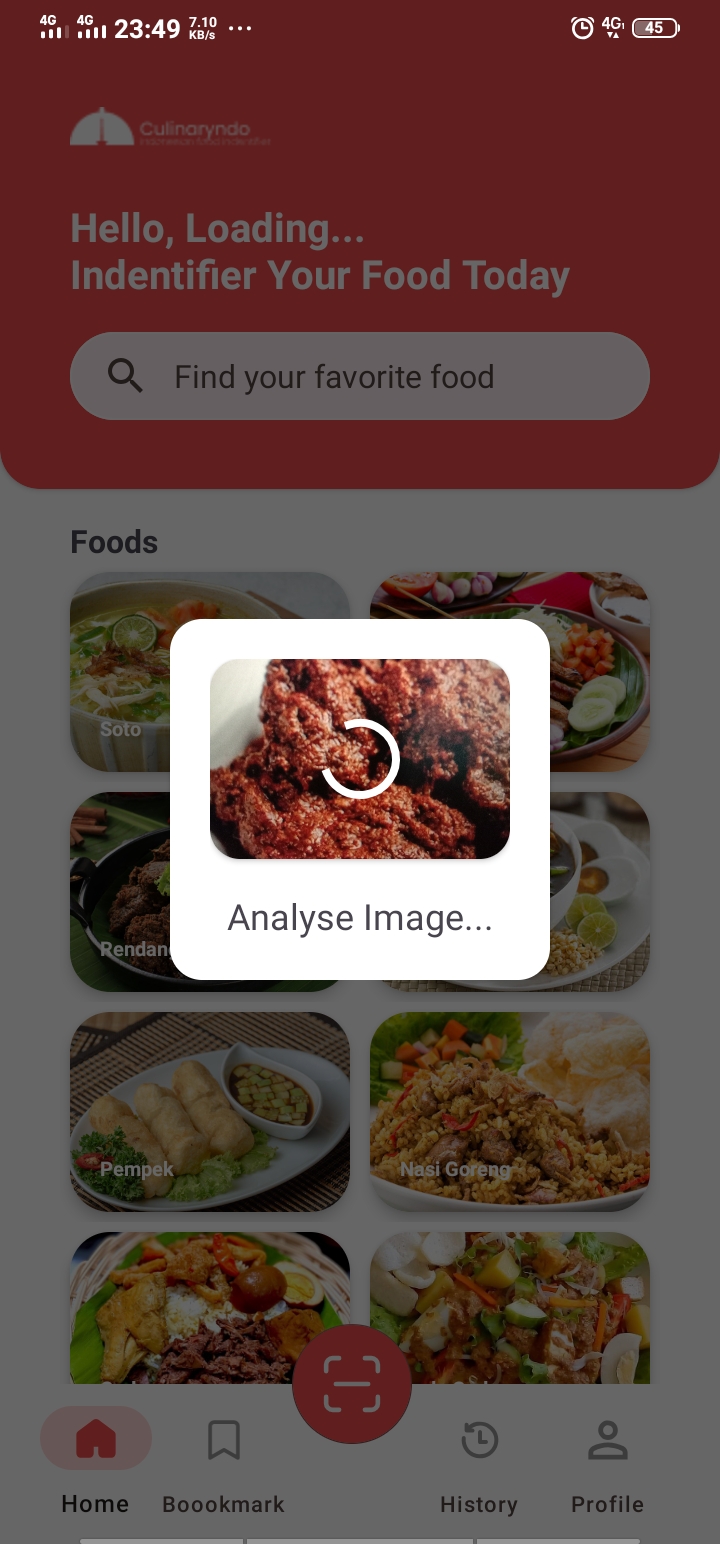 4G 4G 23:49 7.10 KB/s ... 4G 45
Culinaryndo
Indonesian food indentifier
Hello, Loading...
Indentifier Your Food Today
Find your favorite food
Foods
Soto
Analyse Image...
Rendang
Pempek
Nasi Goreng
Home
Boookmark
History
Profile